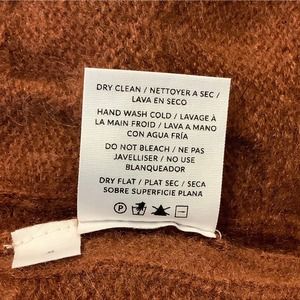 DRY CLEAN / NETTOYER A SEC /
LAVA EN SECO
HAND WASH COLD / LAVAGE À
LA MAIN FROID / LAVA A MANO
CON AGUA FRÍA
DO NOT BLEACH / NE PAS
JAVELLISER / NO USE
BLANQUEADOR
DRY FLAT / PLAT SEC / SECA
SOBRE SUPERFICIE PLANA
P